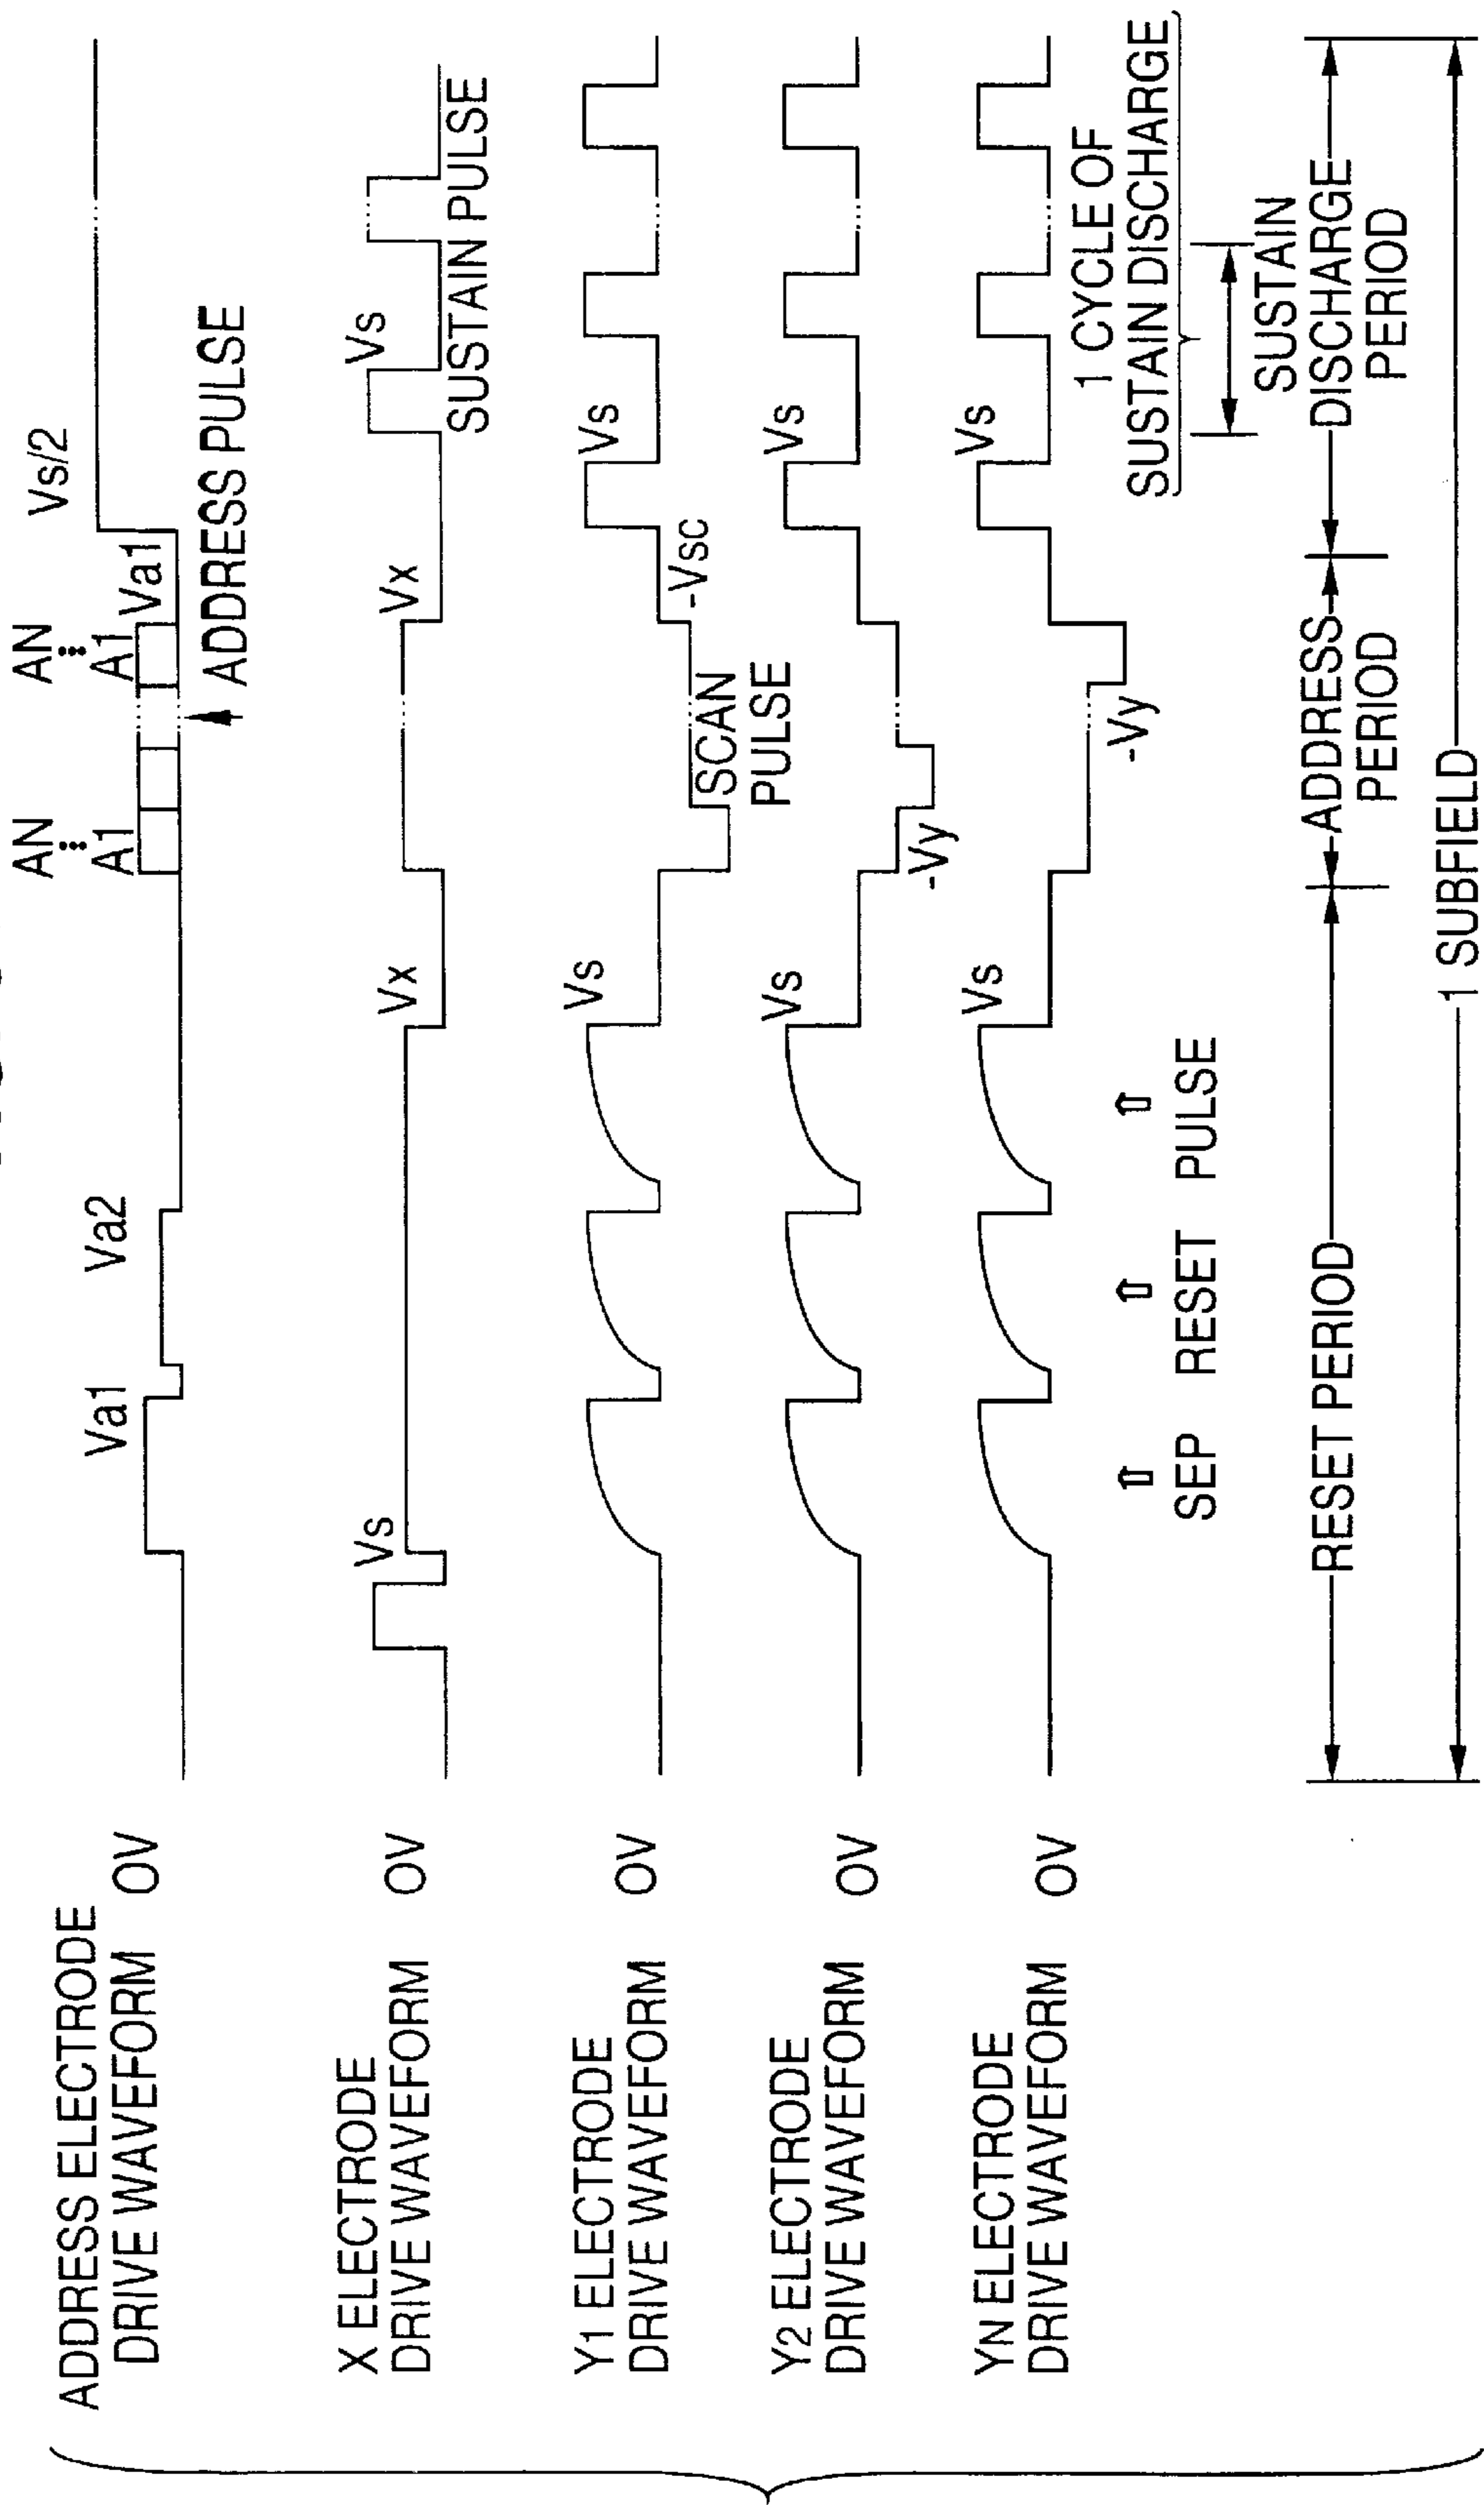 ADDRESS ELECTRODE
DRIVE WAVEFORM 0V
Va1
Va2
AN
A1
AN
A1
Va1
Vs/2
ADDRESS PULSE
X ELECTRODE
DRIVE WAVEFORM 0V
Vs
Vx
Vx
Vs
SUSTAIN PULSE
Y1 ELECTRODE
DRIVE WAVEFORM 0V
Vs
SCAN
PULSE
-Vsc
Vs
Y2 ELECTRODE
DRIVE WAVEFORM 0V
Vs
-Vy
Vs
YN ELECTRODE
DRIVE WAVEFORM 0V
Vs
-Vy
Vs
SEP RESET PULSE
1 CYCLE OF
SUSTAIN DISCHARGE
RESET PERIOD
ADDRESS
PERIOD
SUSTAIN
DISCHARGE
PERIOD
1 SUBFIELD